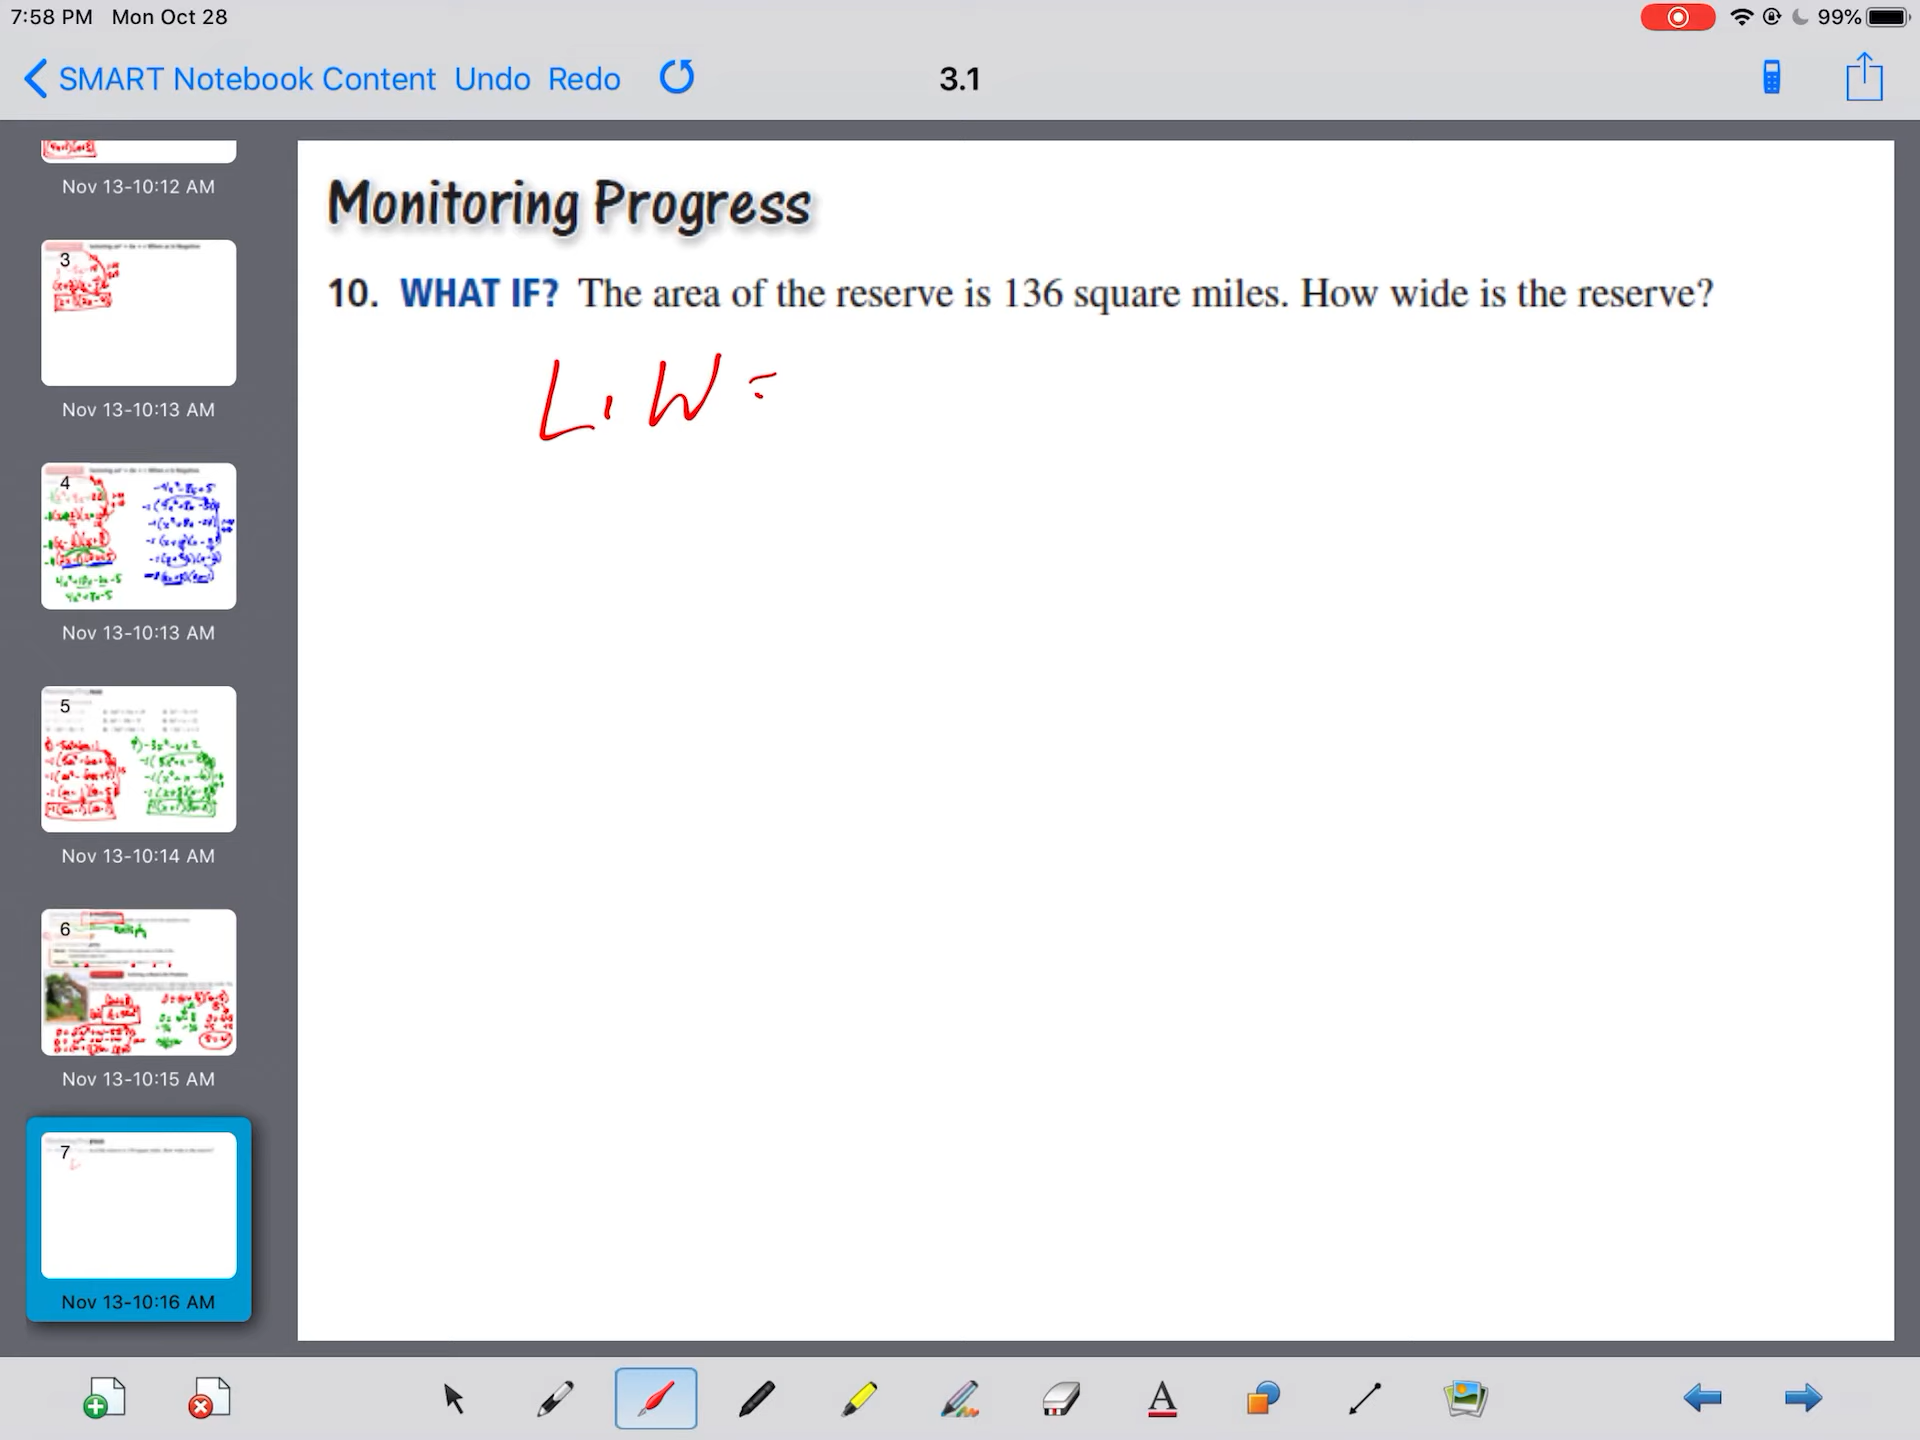 7:58 PM Mon Oct 28
99%
SMART Notebook Content Undo Redo
3.1
Nov 13-10:12 AM
3
Nov 13-10:13 AM
4
Nov 13-10:13 AM
5
Nov 13-10:14 AM
6
Nov 13-10:15 AM
7
Nov 13-10:16 AM
Monitoring Progress
10. WHAT IF? The area of the reserve is 136 square miles. How wide is the reserve?
L · W =
A